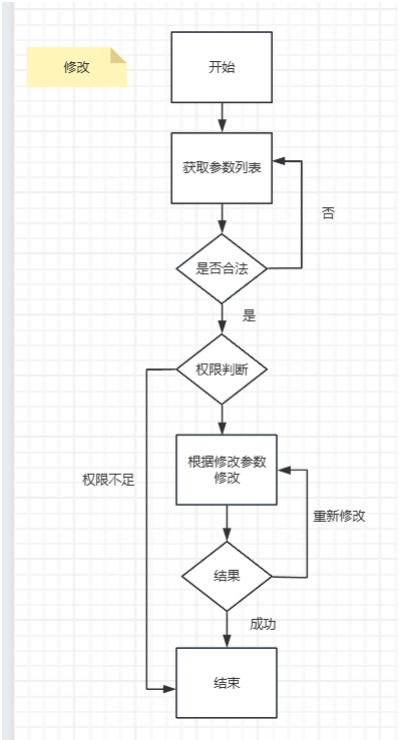 修改
开始
获取参数列表
否
是否合法
是
权限判断
根据修改参数
修改
权限不足
重新修改
结果
成功
结束